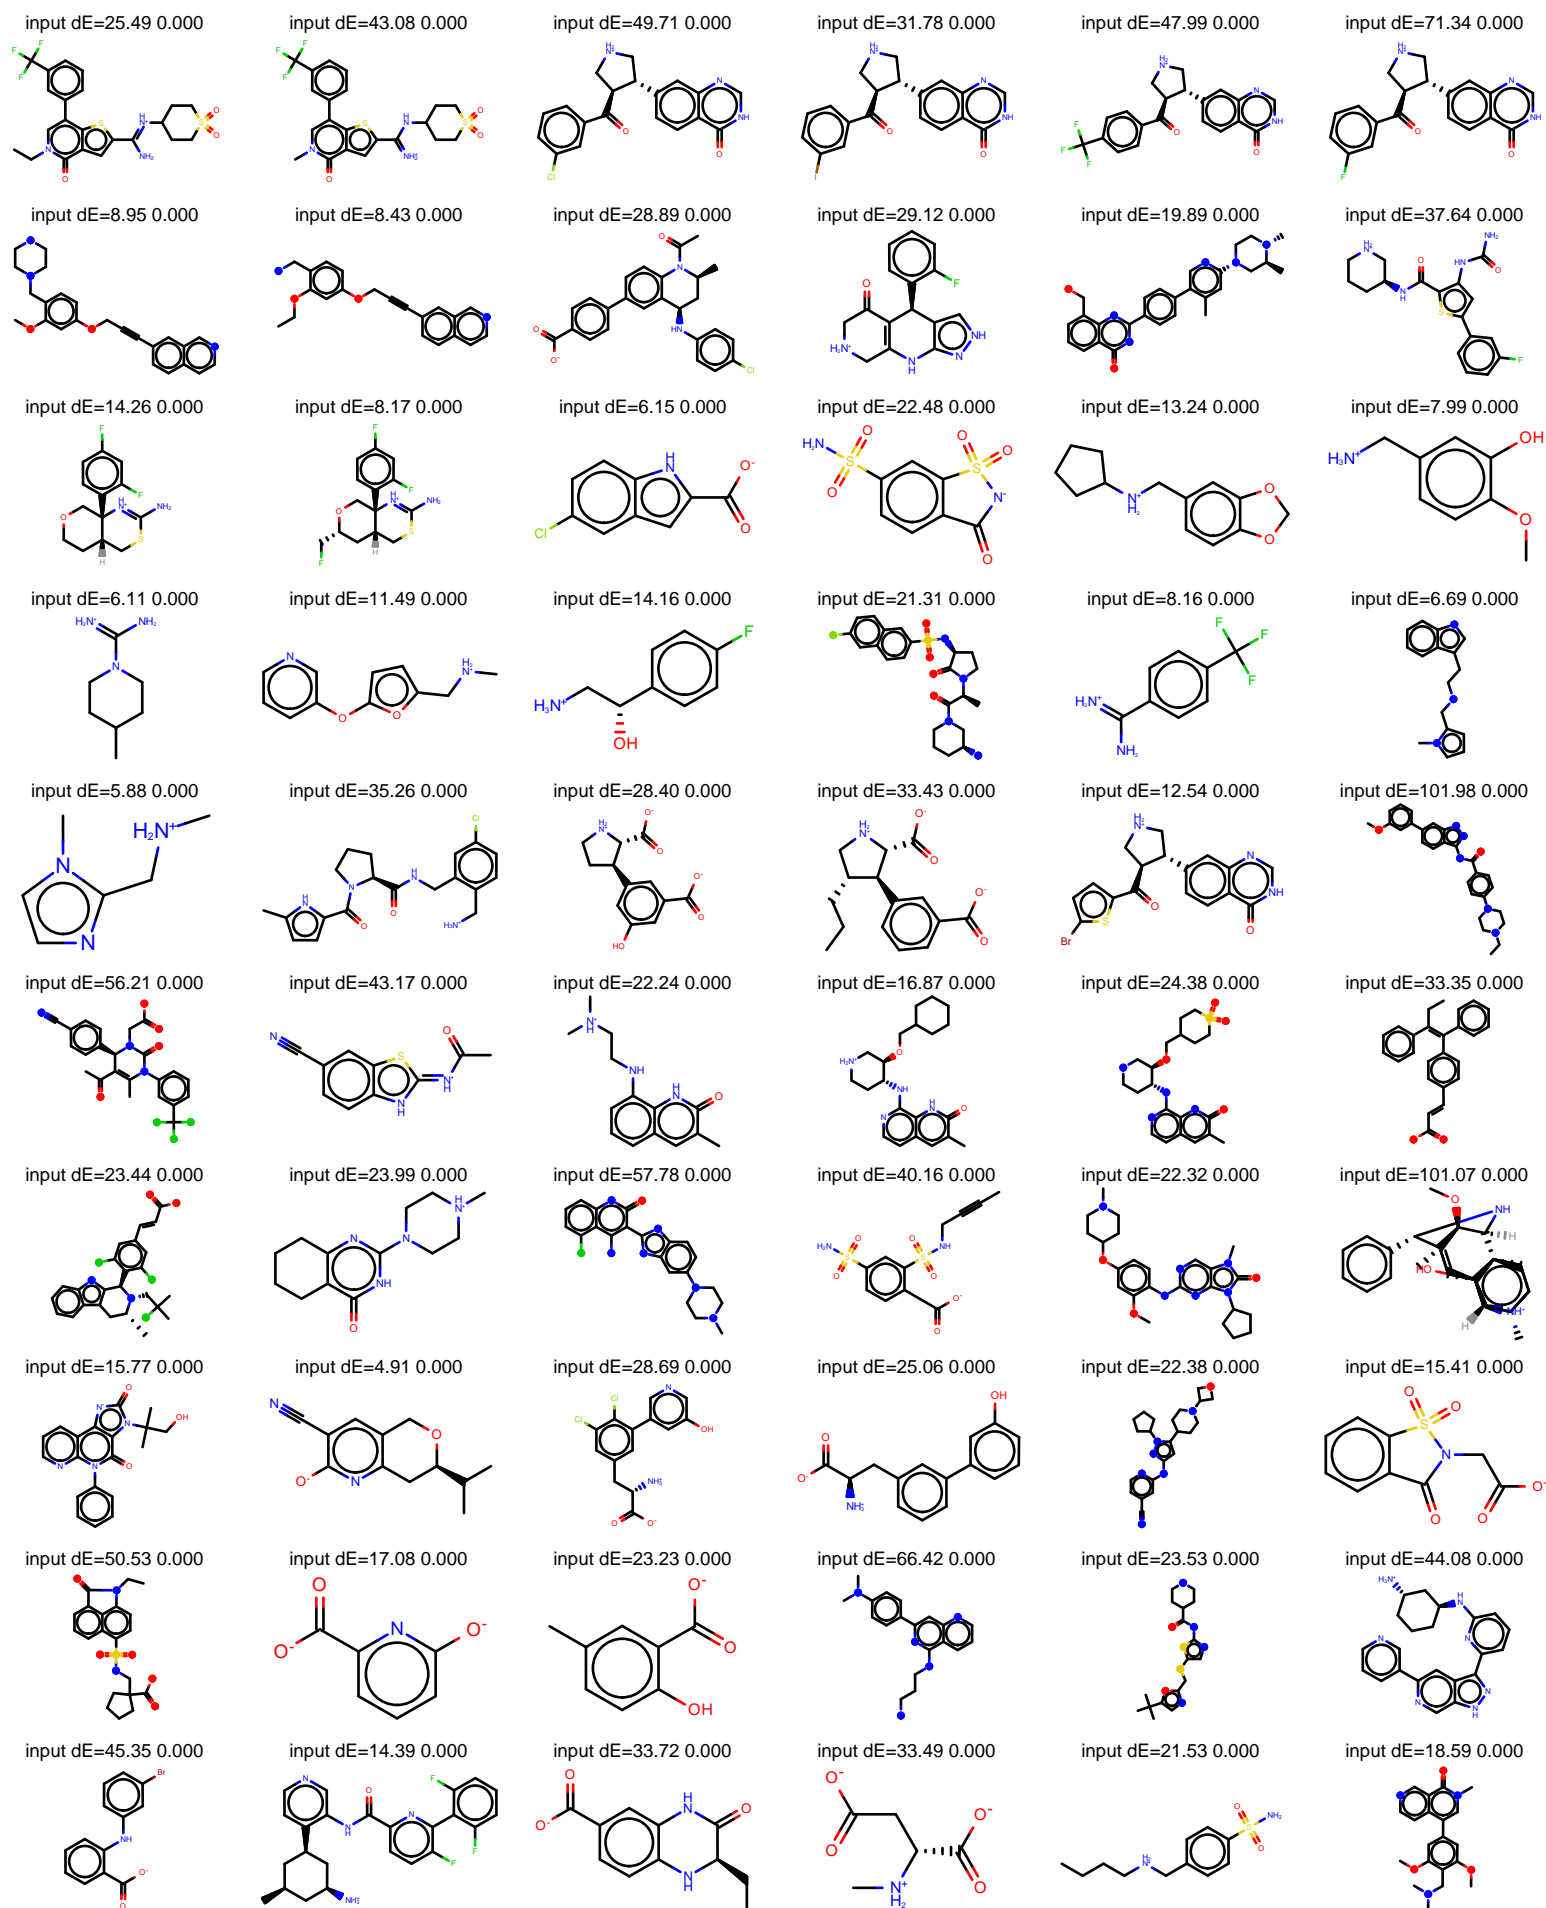 input dE=25.49 0.000 input dE=43.08 0.000 input dE=49.71 0.000 input dE=31.78 0.000 input dE=47.99 0.000 input dE=71.34 0.000
input dE=8.95 0.000 input dE=8.43 0.000 input dE=28.89 0.000 input dE=29.12 0.000 input dE=19.89 0.000 input dE=37.64 0.000
input dE=14.26 0.000 input dE=8.17 0.000 input dE=6.15 0.000 input dE=22.48 0.000 input dE=13.24 0.000 input dE=7.99 0.000
input dE=6.11 0.000 input dE=11.49 0.000 input dE=14.16 0.000 input dE=21.31 0.000 input dE=8.16 0.000 input dE=6.69 0.000
input dE=5.88 0.000 input dE=35.26 0.000 input dE=28.40 0.000 input dE=33.43 0.000 input dE=12.54 0.000 input dE=101.98 0.000
input dE=56.21 0.000 input dE=43.17 0.000 input dE=22.24 0.000 input dE=16.87 0.000 input dE=24.38 0.000 input dE=33.35 0.000
input dE=23.44 0.000 input dE=23.99 0.000 input dE=57.78 0.000 input dE=40.16 0.000 input dE=22.32 0.000 input dE=101.07 0.000
input dE=15.77 0.000 input dE=4.91 0.000 input dE=28.69 0.000 input dE=25.06 0.000 input dE=22.38 0.000 input dE=15.41 0.000
input dE=50.53 0.000 input dE=17.08 0.000 input dE=23.23 0.000 input dE=66.42 0.000 input dE=23.53 0.000 input dE=44.08 0.000
input dE=45.35 0.000 input dE=14.39 0.000 input dE=33.72 0.000 input dE=33.49 0.000 input dE=21.53 0.000 input dE=18.59 0.000